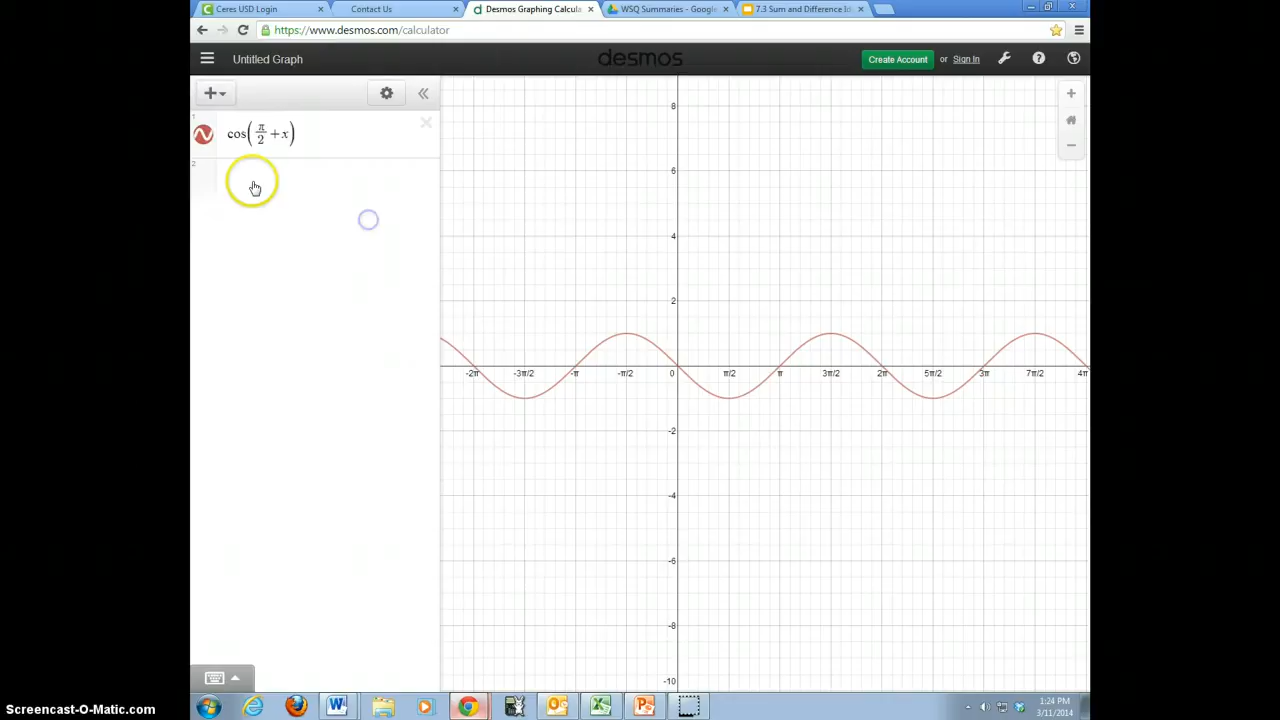 Ceres USD Login
Contact Us
Desmos Graphing Calcula
WSQ Summaries - Google
7.3 Sum and Difference Id
https://www.desmos.com/calculator
Untitled Graph
desmos
Create Account or Sign In
1
cos(π/2 + x)
2
8
6
4
2
-2π -3π/2 -π -π/2 0 π/2 π 3π/2 2π 5π/2 3π 7π/2 4π
-2
-4
-6
-8
-10
1:24 PM
3/11/2014
Screencast-O-Matic.com